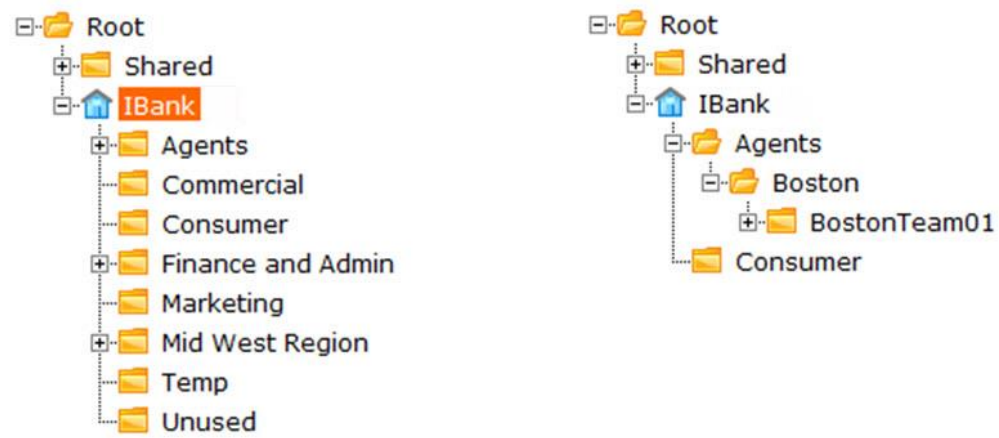 Root
Shared
IBank
Agents
Commercial
Consumer
Finance and Admin
Marketing
Mid West Region
Temp
Unused
Root
Shared
IBank
Agents
Boston
BostonTeam01
Consumer